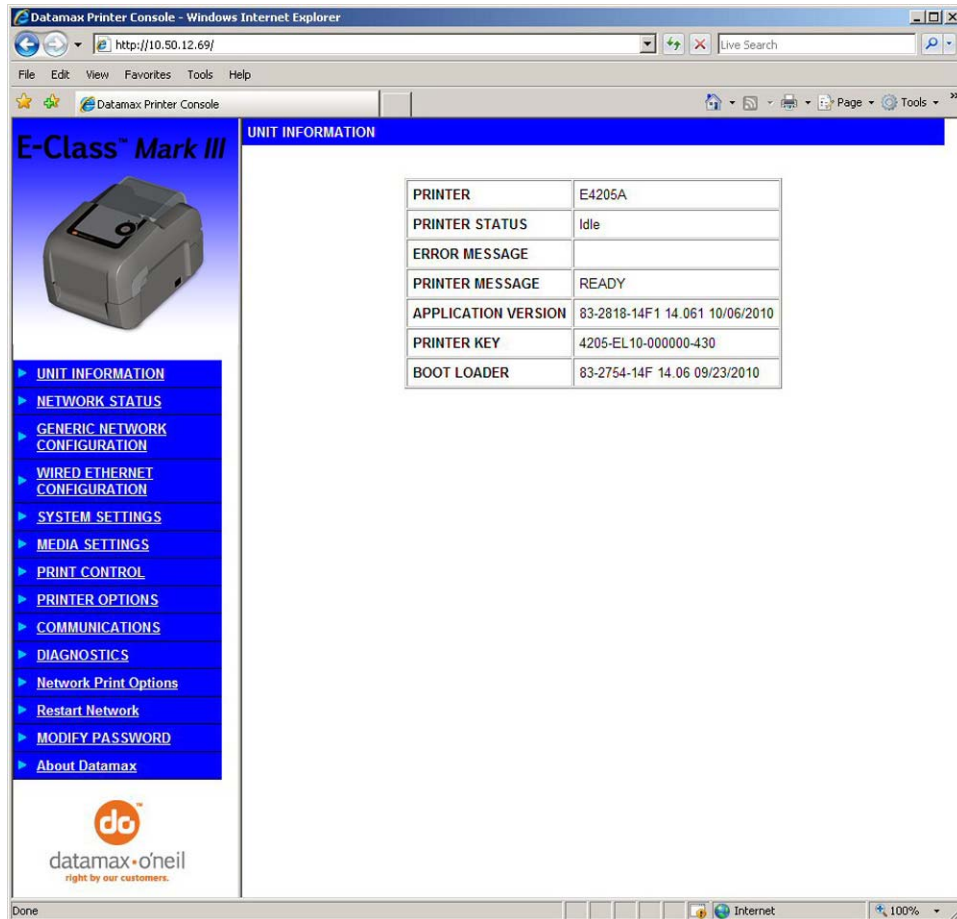 Datamax Printer Console - Windows Internet Explorer
http://10.50.12.69/
Live Search
File Edit View Favorites Tools Help
Datamax Printer Console
Page Tools »
E-Class™ Mark III
UNIT INFORMATION
PRINTER E4205A
PRINTER STATUS Idle
ERROR MESSAGE
PRINTER MESSAGE READY
APPLICATION VERSION 83-2818-14F1 14.061 10/06/2010
PRINTER KEY 4205-EL10-000000-430
BOOT LOADER 83-2754-14F 14.06 09/23/2010
UNIT INFORMATION
NETWORK STATUS
GENERIC NETWORK
CONFIGURATION
WIRED ETHERNET
CONFIGURATION
SYSTEM SETTINGS
MEDIA SETTINGS
PRINT CONTROL
PRINTER OPTIONS
COMMUNICATIONS
DIAGNOSTICS
Network Print Options
Restart Network
MODIFY PASSWORD
About Datamax
do™
datamax•o'neil
right by our customers.
Done Internet 100%